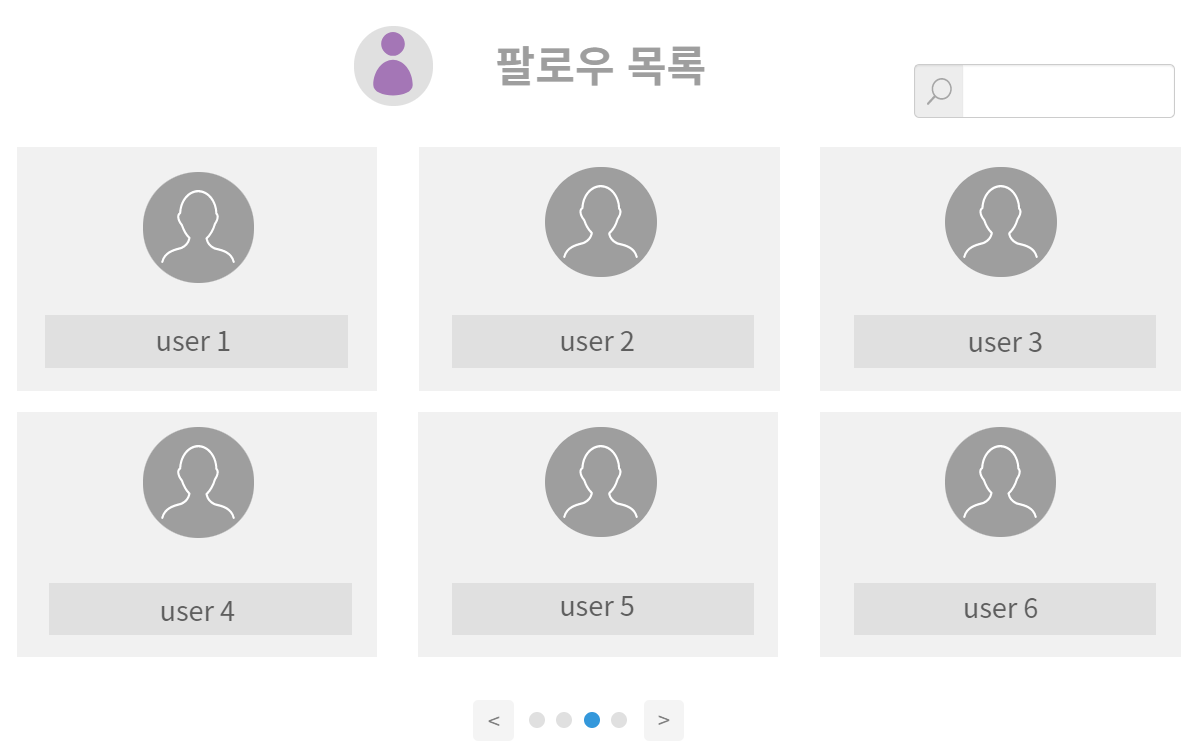 팔로우 목록
user 1
user 2
user 3
user 4
user 5
user 6
< >